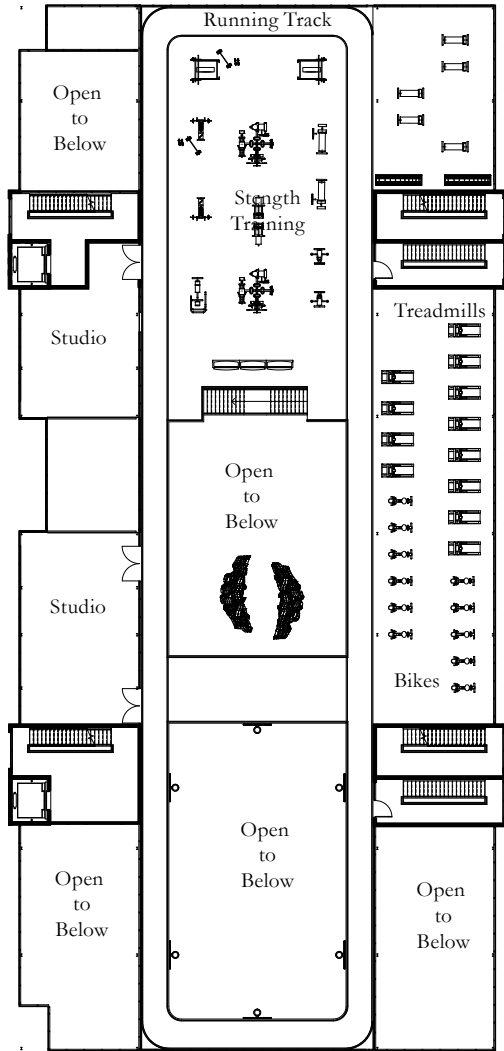 Running Track
Open
to
Below
Stength
Training
Treadmills
Studio
Open
to
Below
Studio
Bikes
Open
to
Below
Open
to
Below
Open
to
Below